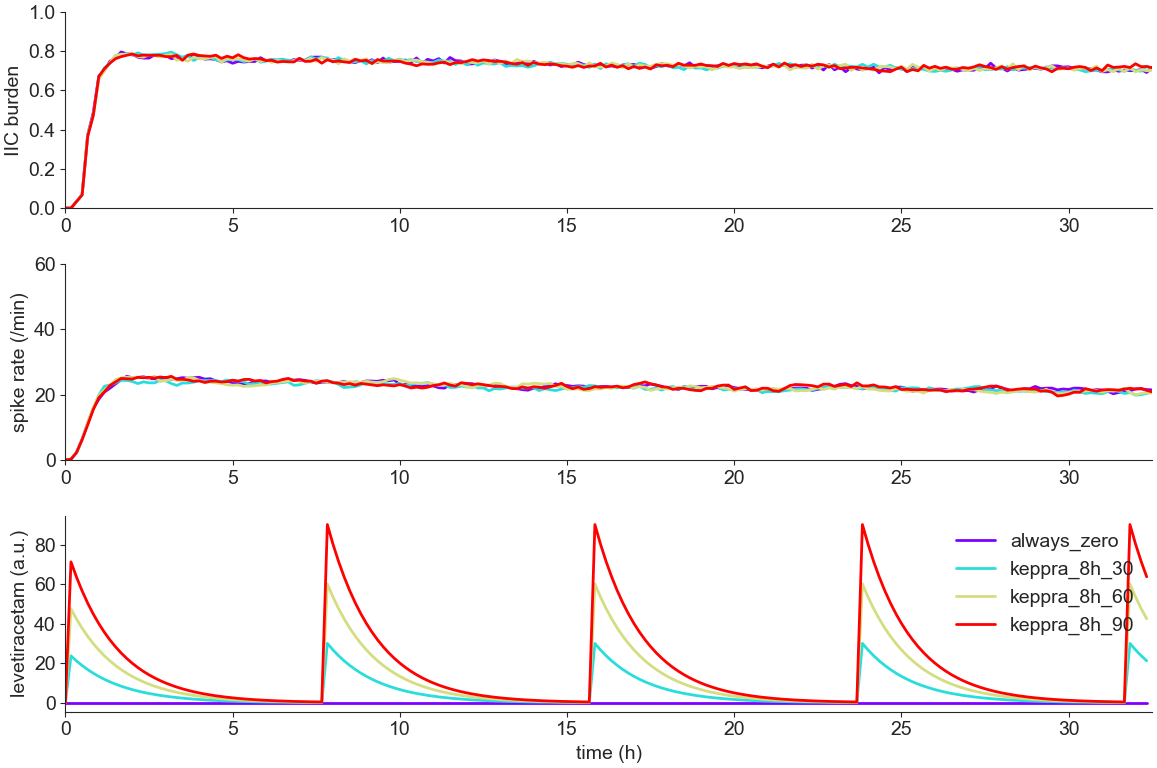 1.0
0.8
0.6
0.4
0.2
0.0
IIC burden
0 5 10 15 20 25 30
60
40
20
0
spike rate (/min)
0 5 10 15 20 25 30
80
60
40
20
0
levetiracetam (a.u.)
always_zero
keppra_8h_30
keppra_8h_60
keppra_8h_90
0 5 10 15 20 25 30
time (h)